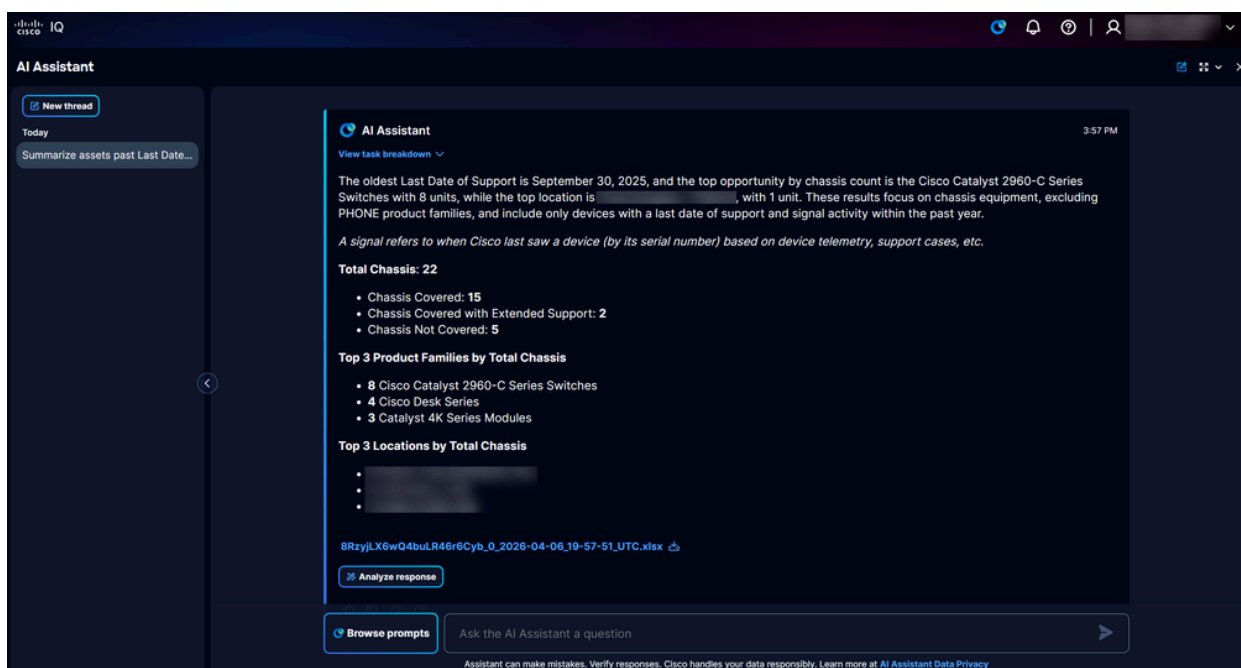 cisco IQ
AI Assistant
New thread
Today
Summarize assets past Last Date...
AI Assistant
3:57 PM
View task breakdown
The oldest Last Date of Support is September 30, 2025, and the top opportunity by chassis count is the Cisco Catalyst 2960-C Series
Switches with 8 units, while the top location is , with 1 unit. These results focus on chassis equipment, excluding
PHONE product families, and include only devices with a last date of support and signal activity within the past year.
A signal refers to when Cisco last saw a device (by its serial number) based on device telemetry, support cases, etc.
Total Chassis: 22
• Chassis Covered: 15
• Chassis Covered with Extended Support: 2
• Chassis Not Covered: 5
Top 3 Product Families by Total Chassis
• 8 Cisco Catalyst 2960-C Series Switches
• 4 Cisco Desk Series
• 3 Catalyst 4K Series Modules
Top 3 Locations by Total Chassis
8RzyjLX6wQ4buLR46r6Cyb_0_2026-04-06_19-57-51_UTC.xlsx
Analyze response
Browse prompts
Ask the AI Assistant a question
Assistant can make mistakes. Verify responses. Cisco handles your data responsibly. Learn more at AI Assistant Data Privacy